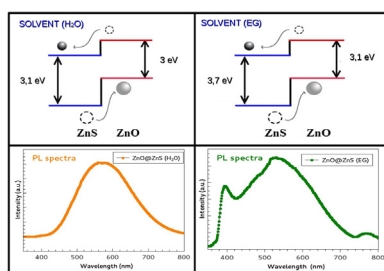 SOLVENT (H₂O)
3,1 eV
3 eV
ZnS
ZnO
SOLVENT (EG)
3,7 eV
3,1 eV
ZnS
ZnO
PL spectra
ZnO@ZnS (H₂O)
Intensity (a.u.)
400
500
600
700
800
Wavelength (nm)
PL spectra
ZnO@ZnS (EG)
Intensity (a.u.)
400
500
600
700
800
Wavelength (nm)